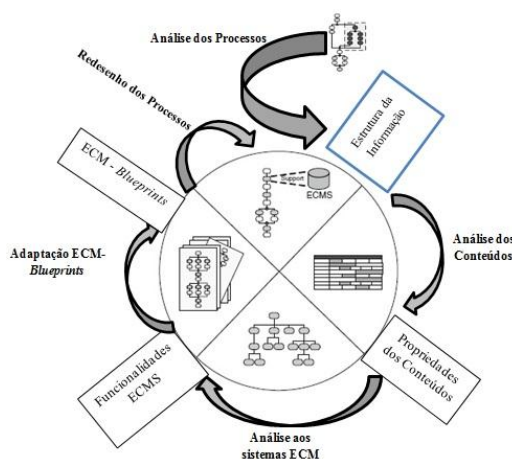 Análise dos Processos
Redesenho dos Processos
Estrutura da
Informação
ECM - Blueprints
Support
ECMS
Adaptação ECM-
Blueprints
Análise dos
Conteúdos
Funcionalidades
ECMS
Propriedades
dos Conteúdos
Análise aos
sistemas ECM